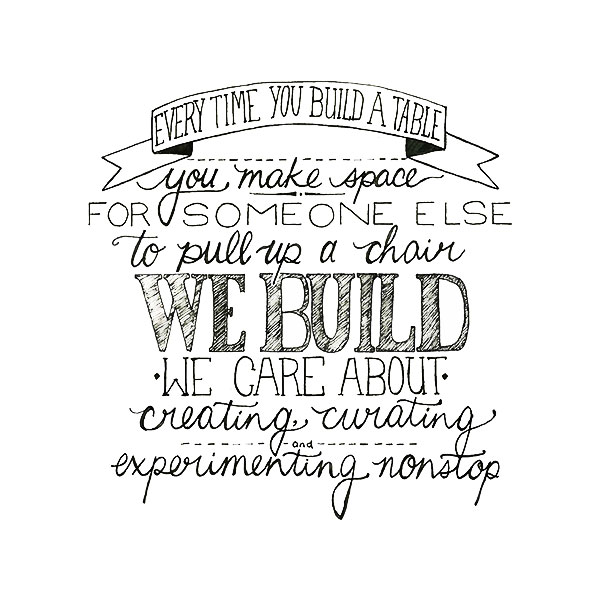 EVERY TIME YOU BUILD A TABLE
you make space
FOR SOMEONE ELSE
to pull up a chair
WE BUILD
·WE CARE ABOUT·
creating, curating
and
experimenting nonstop